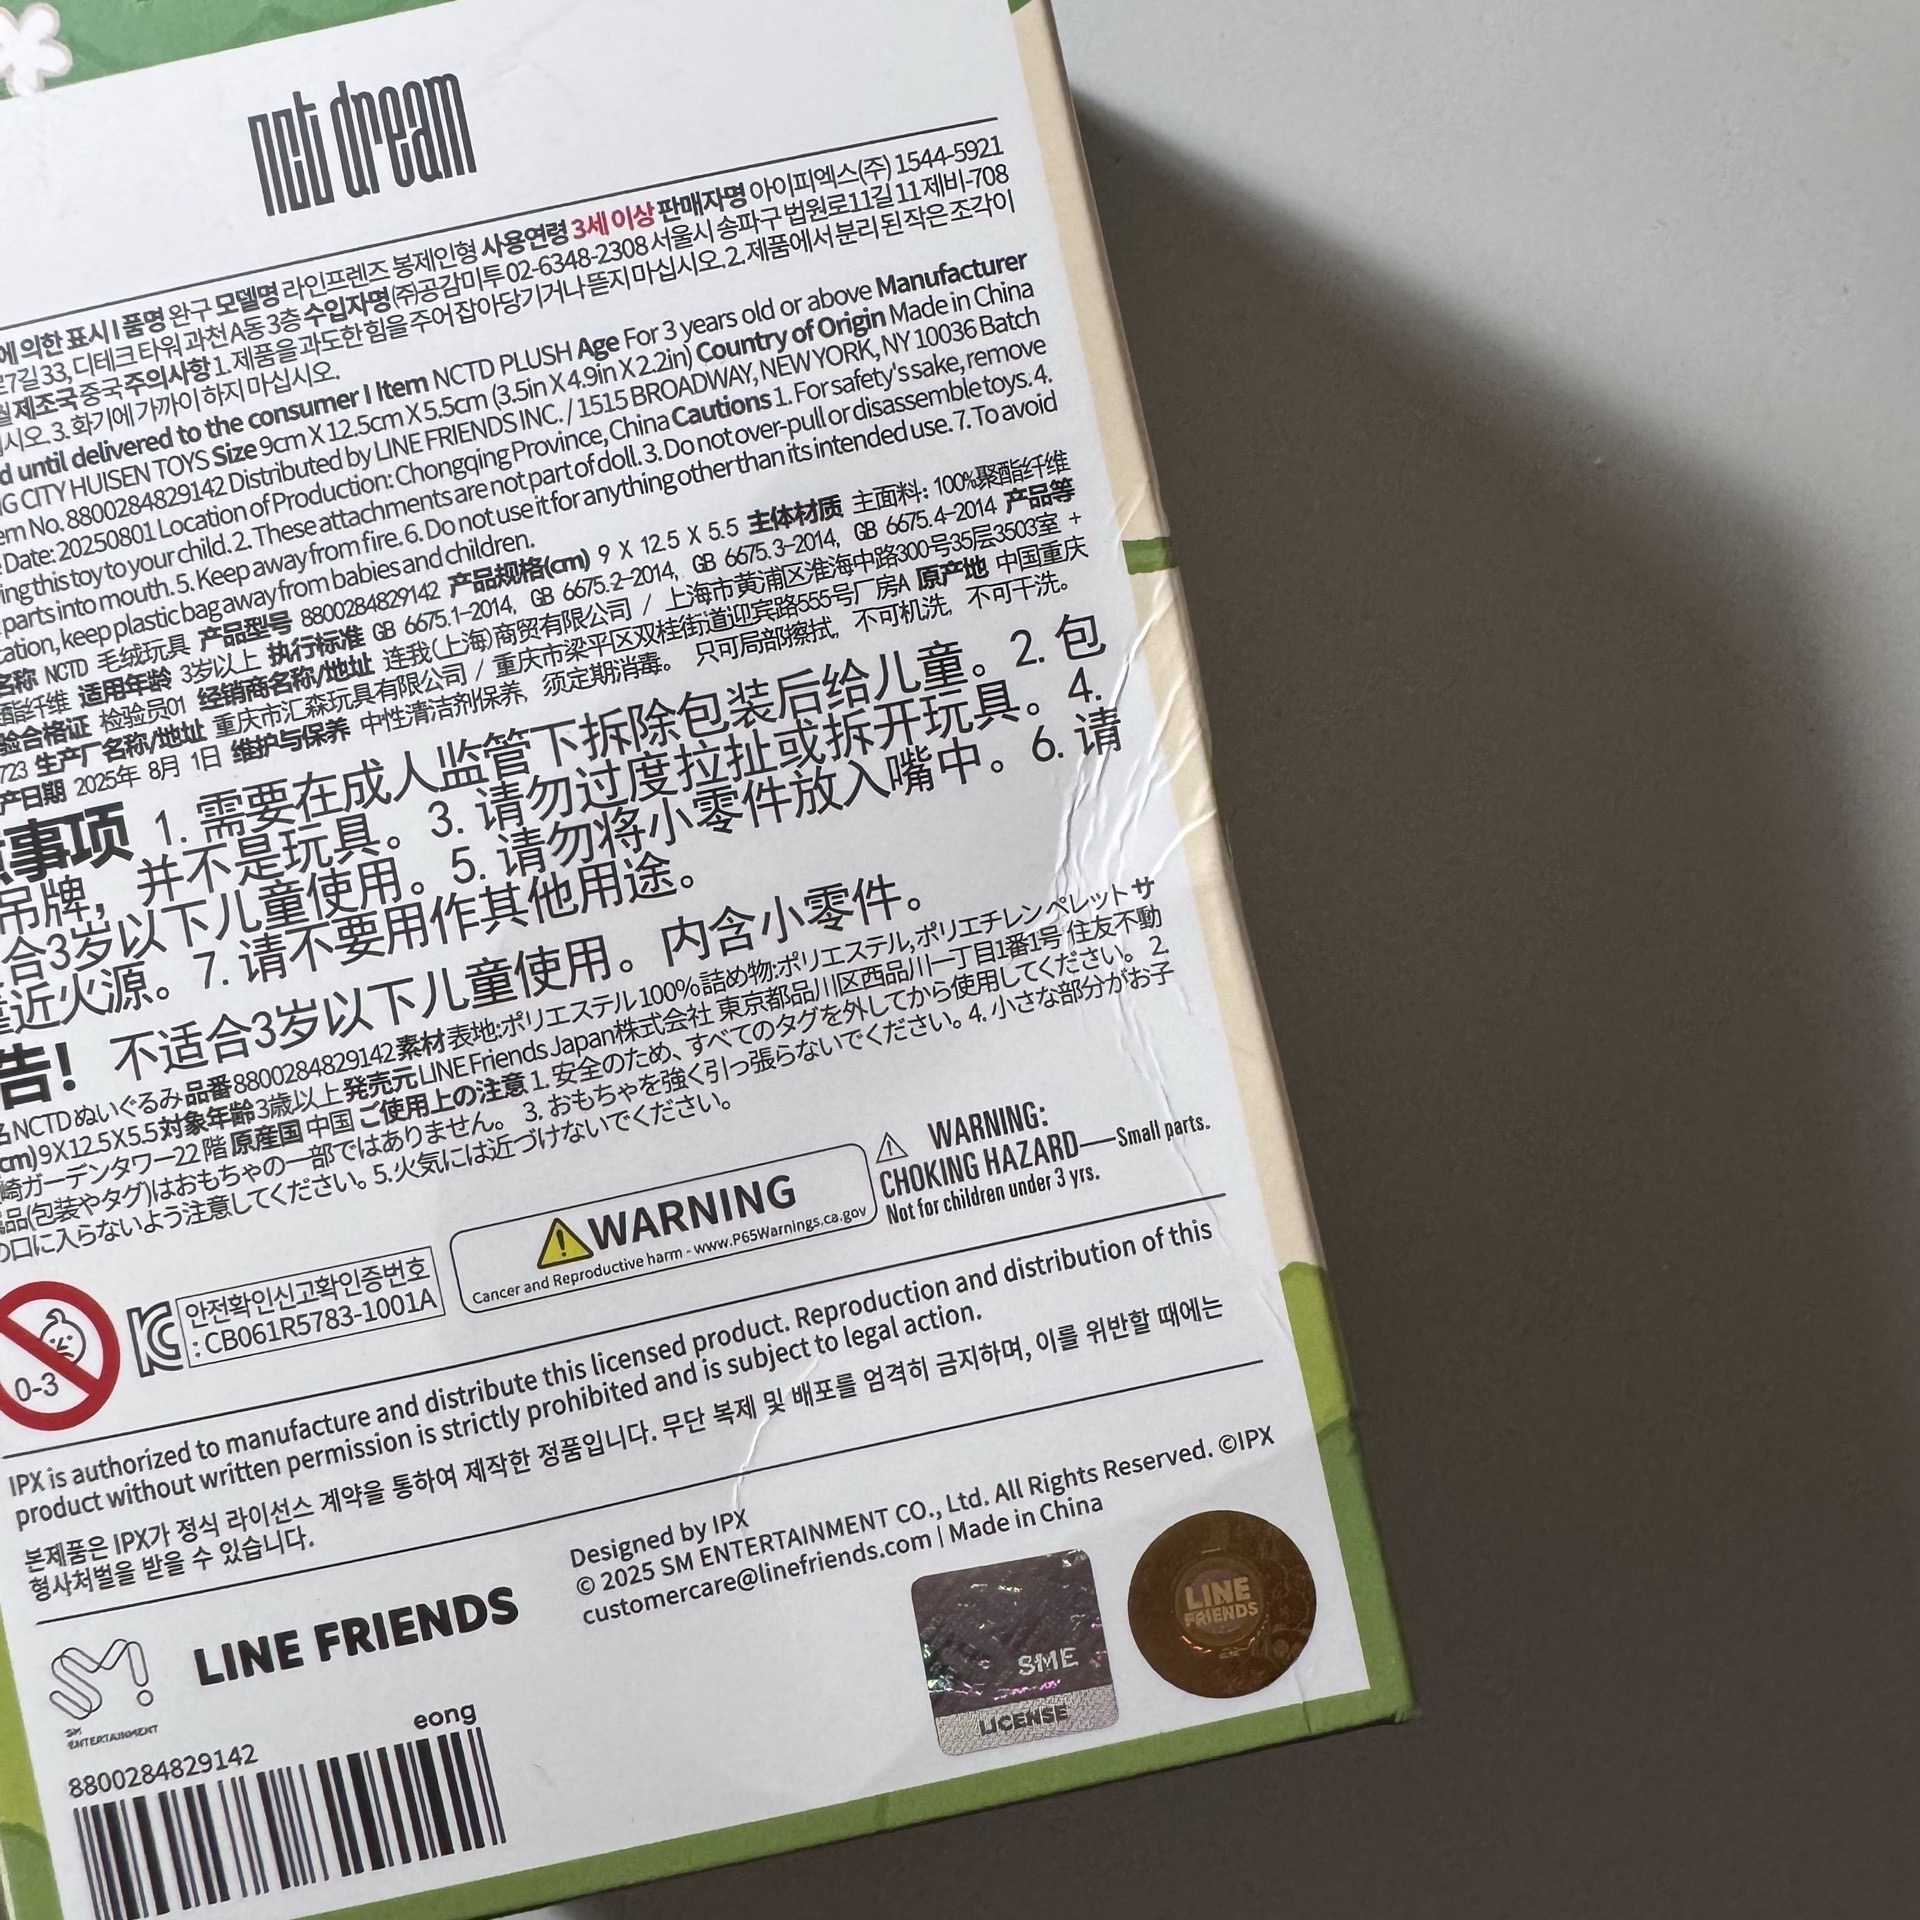 nct dream
에 의한 표시 I 품명 완구 모델명 라인프렌즈 봉제인형 사용연령 3세 이상 판매자명 아이피엑스(주) 1544-5921
7길 33, 디테크타워 과천 A동 3층 수입자명 (주)공감미투 02-6348-2308 서울시 송파구 법원로11길 11 제비-708
제조국 중국 주의사항 1. 제품을 과도한 힘을 주어 잡아당기거나 뜯지 마십시오. 2. 제품에서 분리된 작은 조각이
시오. 3. 화기에 가까이 하지 마십시오.
d until delivered to the consumer I Item NCTD PLUSH Age For 3 years old or above Manufacturer
G CITY HUISEN TOYS Size 9cm X 12.5cm X 5.5cm (3.5in X 4.9in X 2.2in) Country of Origin Made in China
em No. 8800284829142 Distributed by LINE FRIENDS INC. / 1515 BROADWAY, NEW YORK, NY 10036 Batch
Date: 20250801 Location of Production: Chongqing Province, China Cautions 1. For safety's sake, remove
ing this toy to your child. 2. These attachments are not part of doll. 3. Do not over-pull or disassemble toys. 4.
parts into mouth. 5. Keep away from fire. 6. Do not use it for anything other than its intended use. 7. To avoid
cation, keep plastic bag away from babies and children.
名称 NCTD 毛绒玩具 产品型号 8800284829142 产品规格(cm) 9 X 12.5 X 5.5 主体材质 主面料: 100%聚酯纤维
酯纤维 适用年龄 3岁以上 执行标准 GB 6675.1-2014, GB 6675.2-2014, GB 6675.3-2014, GB 6675.4-2014 产品等
验合格证 检验员01 经销商名称/地址 连我(上海)商贸有限公司 / 上海市黄浦区淮海中路300号35层3503室 +
723 生产厂名称/地址 重庆市汇森玩具有限公司 / 重庆市梁平区双桂街道迎宾路555号厂房A 原产地 中国重庆
产日期 2025年 8月 1日 维护与保养 中性清洁剂保养, 须定期消毒。 只可局部擦拭, 不可机洗, 不可干洗。
事项 1. 需要在成人监管下拆除包装后给儿童。2. 包
吊牌, 并不是玩具。3. 请勿过度拉扯或拆开玩具。4.
合3岁以下儿童使用。5. 请勿将小零件放入嘴中。6. 请
近火源。7. 请不要用作其他用途。
告! 不适合3岁以下儿童使用。内含小零件。
名 NCTD ぬいぐるみ 品番 8800284829142 素材 表地:ポリエステル 100% 詰め物:ポリエステル, ポリエチレンペレット サ
cm) 9 X 12.5 X 5.5 対象年齢 3歳以上 発売元 LINE Friends Japan株式会社 東京都品川区西品川一丁目1番1号 住友不動
崎ガーデンタワー22階 原産国 中国 ご使用上の注意 1. 安全のため、すべてのタグを外してから使用してください。2.
品(包装やタグ)はおもちゃの一部ではありません。 3. おもちゃを強く引っ張らないでください。4. 小さな部分がお子
の口に入らないよう注意してください。5. 火気には近づけないでください。
WARNING
Cancer and Reproductive harm - www.P65Warnings.ca.gov
WARNING:
CHOKING HAZARD—Small parts.
Not for children under 3 yrs.
0-3
KC
안전확인신고확인증번호
: CB061R5783-1001A
IPX is authorized to manufacture and distribute this licensed product. Reproduction and distribution of this
product without written permission is strictly prohibited and is subject to legal action.
본제품은 IPX가 정식 라이선스 계약을 통하여 제작한 정품입니다. 무단 복제 및 배포를 엄격히 금지하며, 이를 위반할 때에는
형사처벌을 받을 수 있습니다.
SM
ENTERTAINMENT
LINE FRIENDS
Designed by IPX
© 2025 SM ENTERTAINMENT CO., Ltd. All Rights Reserved. ©IPX
customercare@linefriends.com | Made in China
SME
LICENSE
LINE
FRIENDS
eong
8800284829142